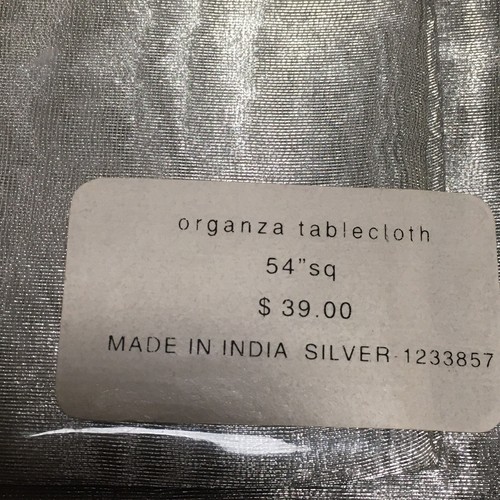 organza tablecloth
54”sq
$ 39.00
MADE IN INDIA SILVER-1233857